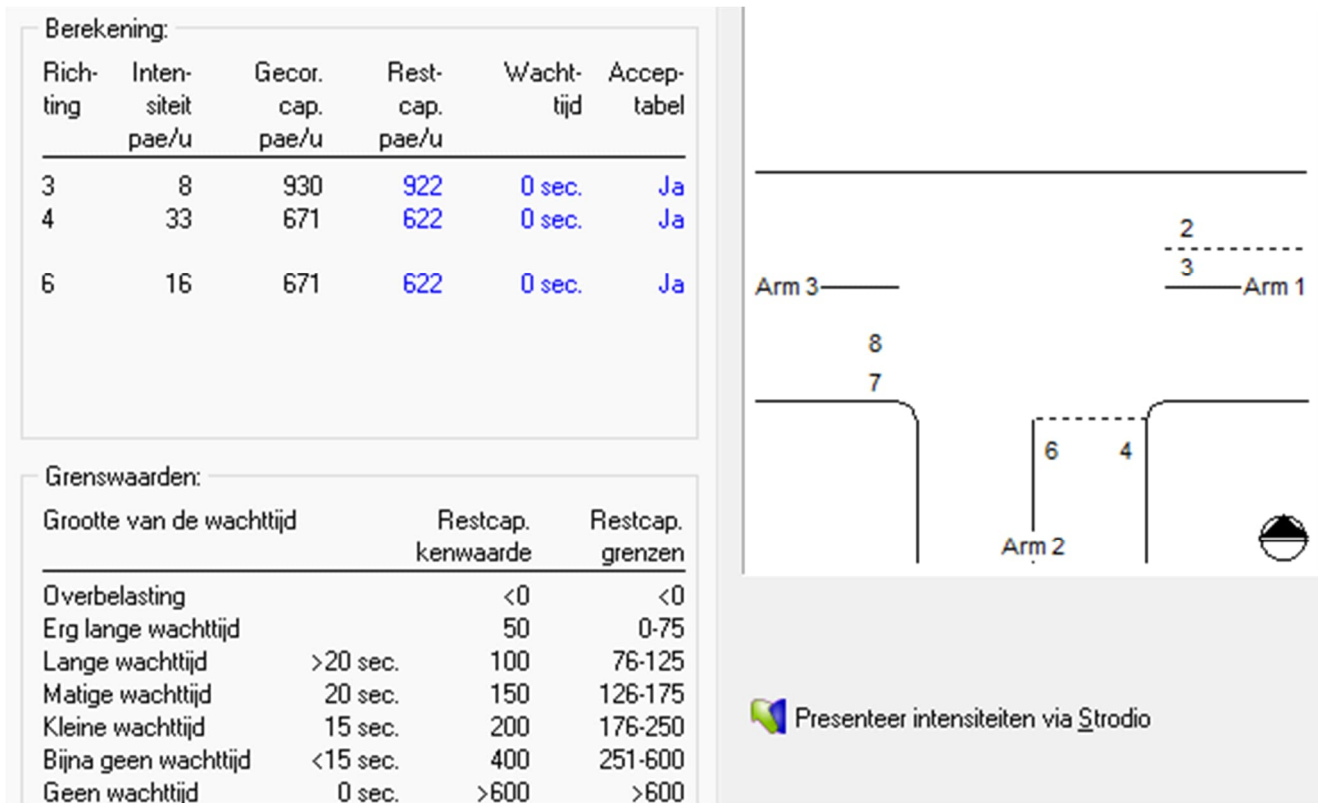 Berekening:
Rich- Inten- Gecor. Rest- Wacht- Accep-
ting siteit cap. cap. tijd tabel
pae/u pae/u pae/u
3 8 930 922 0 sec. Ja
4 33 671 622 0 sec. Ja
6 16 671 622 0 sec. Ja
Grenswaarden:
Grootte van de wachttijd Restcap. Restcap.
kenwaarde grenzen
Overbelasting <0 <0
Erg lange wachttijd 50 0-75
Lange wachttijd >20 sec. 100 76-125
Matige wachttijd 20 sec. 150 126-175
Kleine wachttijd 15 sec. 200 176-250
Bijna geen wachttijd <15 sec. 400 251-600
Geen wachttijd 0 sec. >600 >600
2
3
Arm 3 Arm 1
8
7
6 4
Arm 2
Presenteer intensiteiten via Strodio